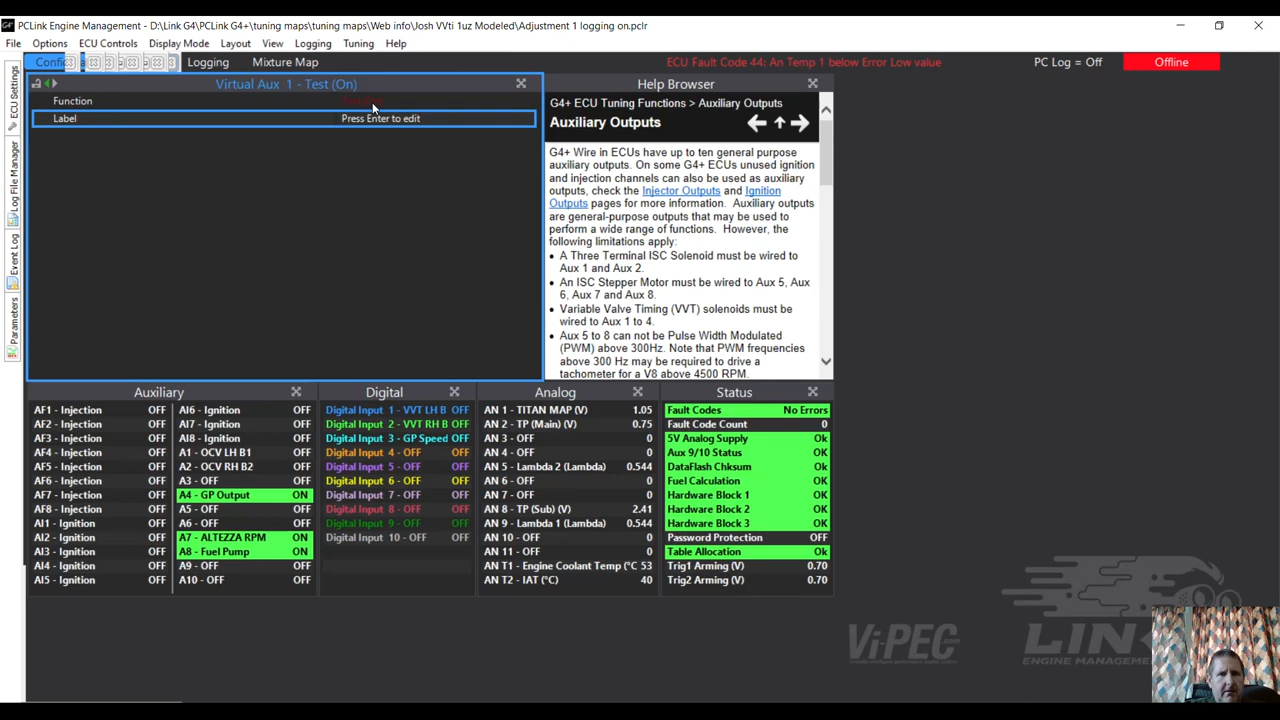 PCLink Engine Management - D:\Link G4\PCLink G4+\tuning maps\tuning maps\Web info\Josh VVti 1uz Modeled\Adjustment 1 logging on.pclr
File Options ECU Controls Display Mode Layout View Logging Tuning Help
Logging Mixture Map ECU Fault Code 44: An Temp 1 below Error Low value PC Log = Off Offline
ECU Settings
Log File Manager
Event Log
Parameters
Virtual Aux 1 - Test (On)
Function
Label Press Enter to edit
Help Browser
G4+ ECU Tuning Functions > Auxiliary Outputs
Auxiliary Outputs
G4+ Wire in ECUs have up to ten general purpose
auxiliary outputs. On some G4+ ECUs unused ignition
and injection channels can also be used as auxiliary
outputs, check the Injector Outputs and Ignition
Outputs pages for more information. Auxiliary outputs
are general-purpose outputs that may be used to
perform a wide range of functions. However, the
following limitations apply:
• A Three Terminal ISC Solenoid must be wired to
Aux 1 and Aux 2.
• An ISC Stepper Motor must be wired to Aux 5, Aux
6, Aux 7 and Aux 8.
• Variable Valve Timing (VVT) solenoids must be
wired to Aux 1 to 4.
• Aux 5 to 8 can not be Pulse Width Modulated
(PWM) above 300Hz. Note that PWM frequencies
above 300 Hz may be required to drive a
tachometer for a V8 above 4500 RPM.
Auxiliary
AF1 - Injection OFF
AF2 - Injection OFF
AF3 - Injection OFF
AF4 - Injection OFF
AF5 - Injection OFF
AF6 - Injection OFF
AF7 - Injection OFF
AF8 - Injection OFF
AI1 - Ignition OFF
AI2 - Ignition OFF
AI3 - Ignition OFF
AI4 - Ignition OFF
AI5 - Ignition OFF
AI6 - Ignition OFF
AI7 - Ignition OFF
AI8 - Ignition OFF
A1 - OCV LH B1 OFF
A2 - OCV RH B2 OFF
A3 - OFF OFF
A4 - GP Output ON
A5 - OFF OFF
A6 - OFF OFF
A7 - ALTEZZA RPM ON
A8 - Fuel Pump ON
A9 - OFF OFF
A10 - OFF OFF
Digital
Digital Input 1 - VVT LH B OFF
Digital Input 2 - VVT RH B OFF
Digital Input 3 - GP Speed OFF
Digital Input 4 - OFF OFF
Digital Input 5 - OFF OFF
Digital Input 6 - OFF OFF
Digital Input 7 - OFF OFF
Digital Input 8 - OFF OFF
Digital Input 9 - OFF OFF
Digital Input 10 - OFF OFF
Analog
AN 1 - TITAN MAP (V) 1.05
AN 2 - TP (Main) (V) 0.75
AN 3 - OFF 0
AN 4 - OFF 0
AN 5 - Lambda 2 (Lambda) 0.544
AN 6 - OFF 0
AN 7 - OFF 0
AN 8 - TP (Sub) (V) 2.41
AN 9 - Lambda 1 (Lambda) 0.544
AN 10 - OFF 0
AN 11 - OFF 0
AN T1 - Engine Coolant Temp (°C 53
AN T2 - IAT (°C) 40
Status
Fault Codes No Errors
Fault Code Count 0
5V Analog Supply Ok
Aux 9/10 Status OK
DataFlash Chksum OK
Fuel Calculation OK
Hardware Block 1 OK
Hardware Block 2 OK
Hardware Block 3 OK
Password Protection OFF
Table Allocation Ok
Trig1 Arming (V) 0.70
Trig2 Arming (V) 0.70
Vi-PEC
LINK
ENGINE MANAGEM